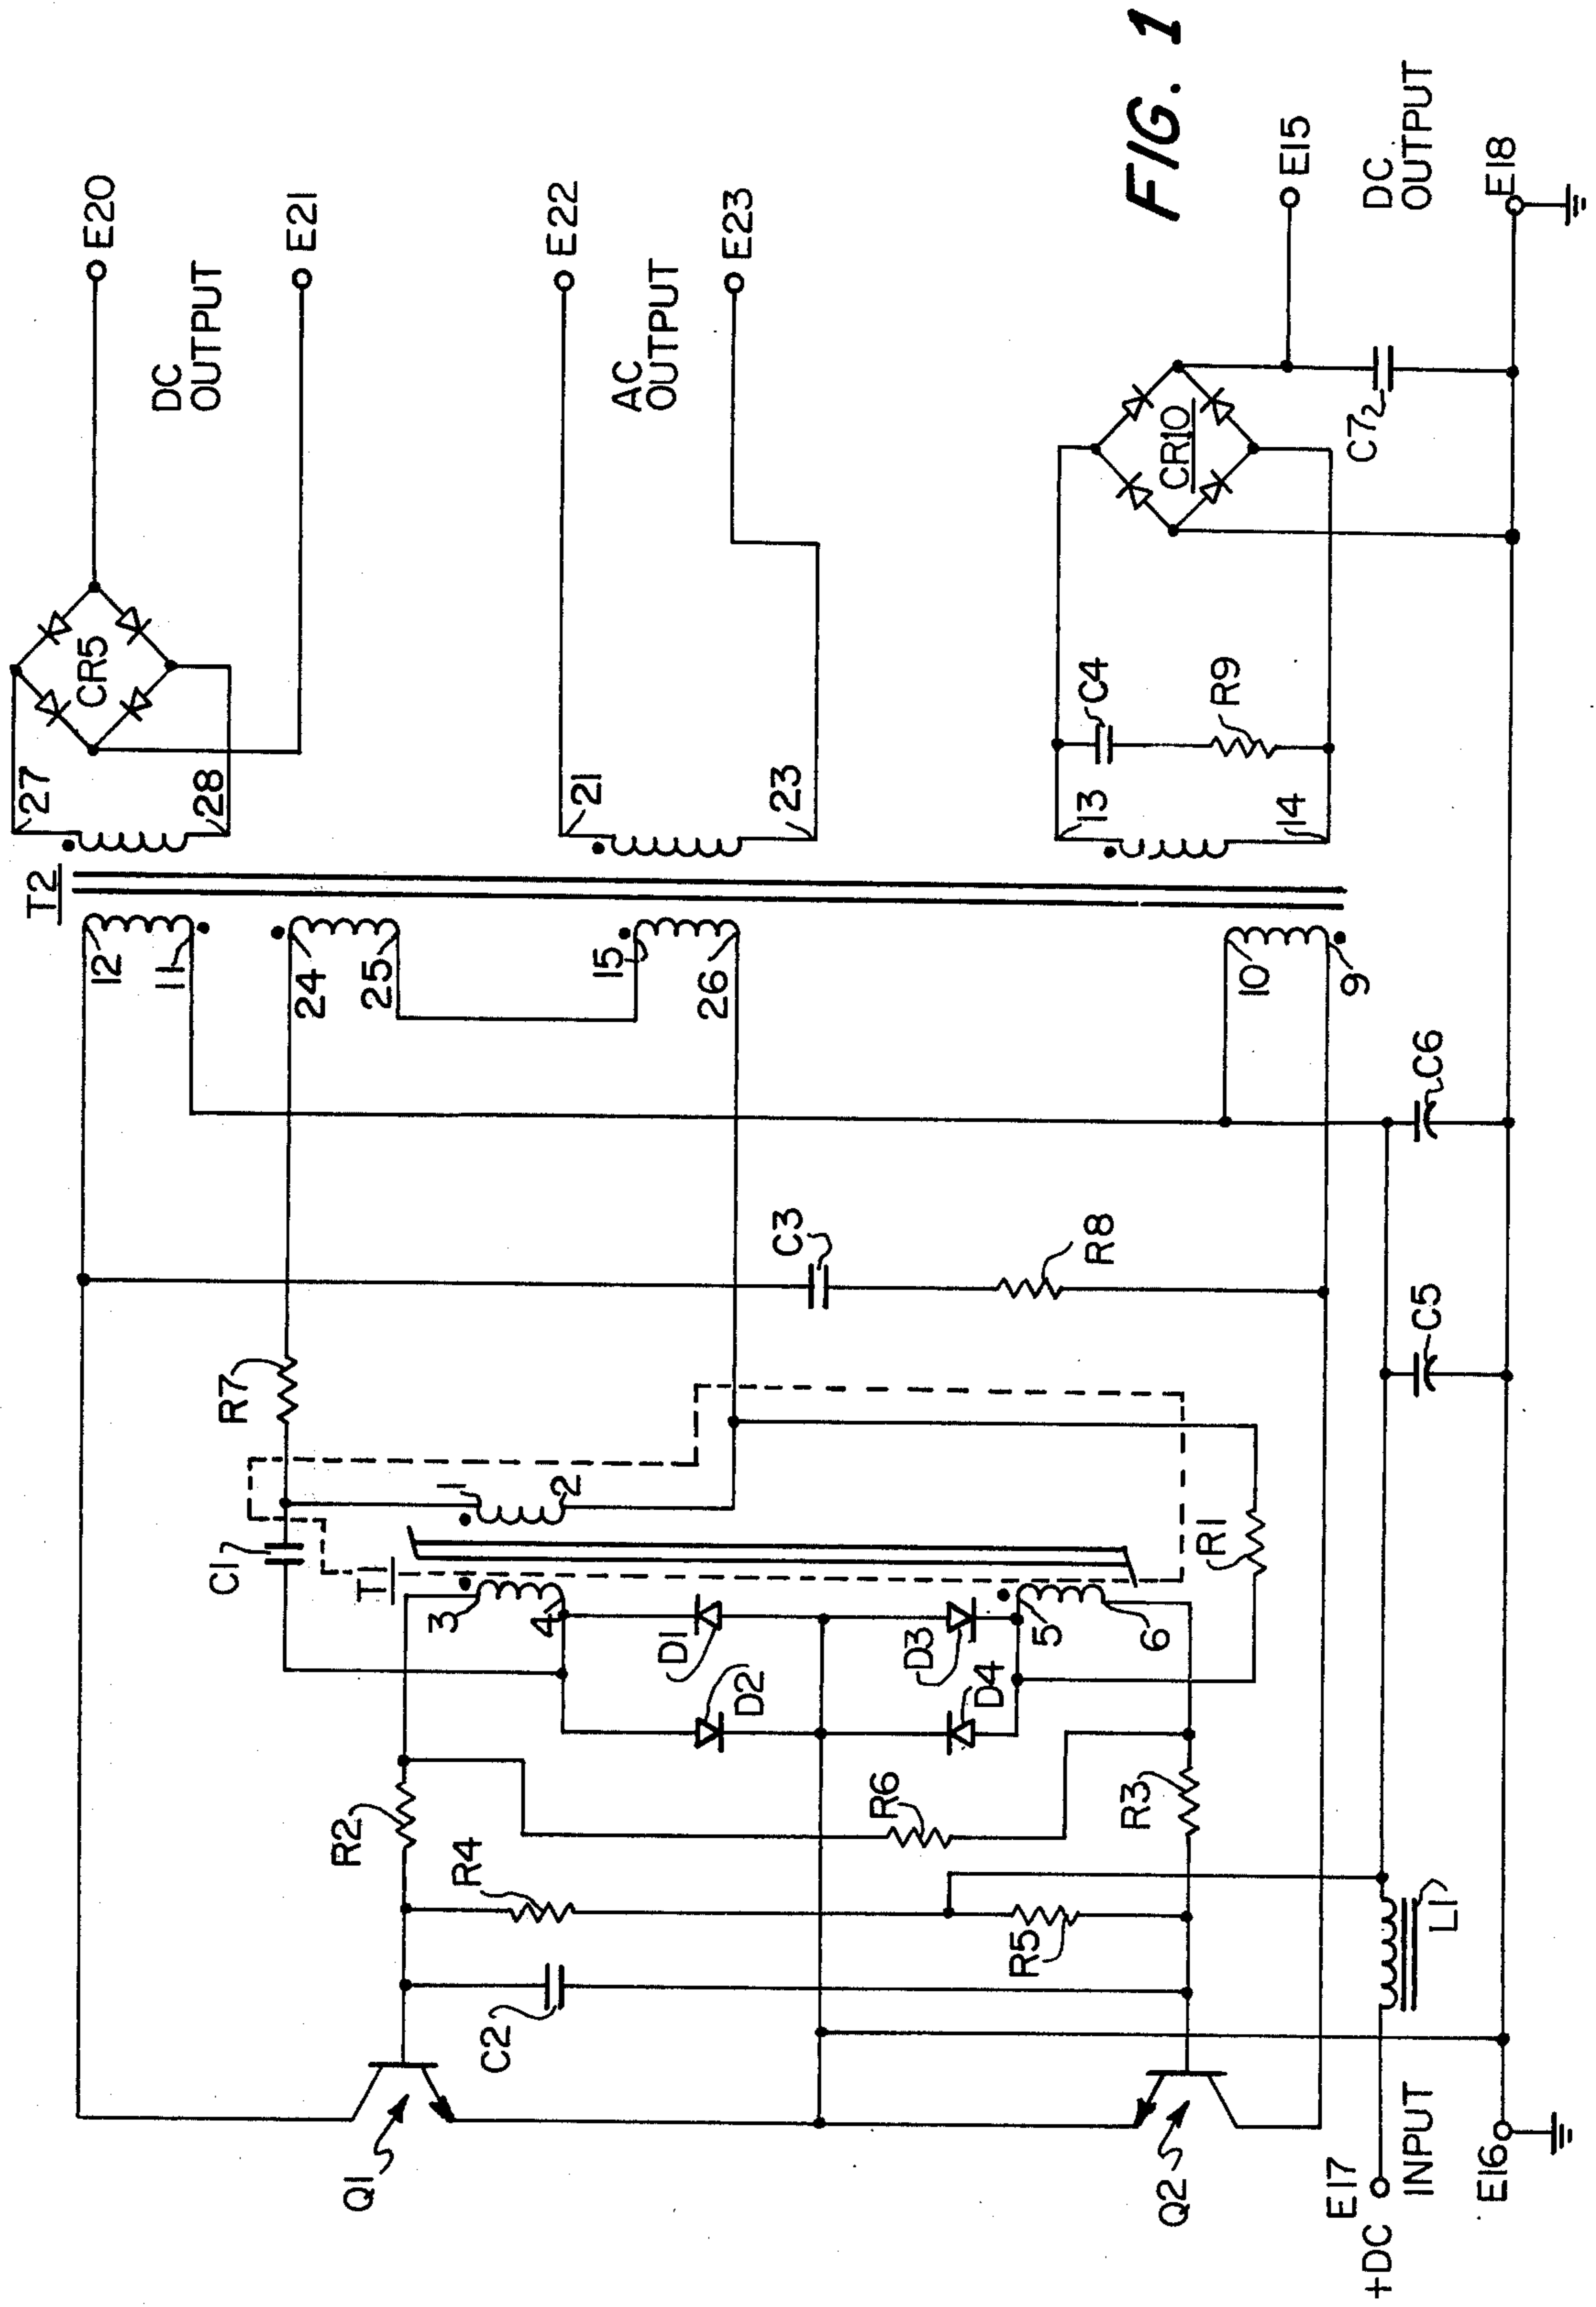 T2
12
11
24
25
15
26
10
9
27
28
CR5
E20
E21
DC
OUTPUT
21
23
E22
E23
AC
OUTPUT
13
14
C4
R9
CR10
C7
E15
DC
OUTPUT
E18
FIG. 1
R7
C1
T1
1
2
3
4
5
6
D1
D2
D3
D4
R1
C3
R8
C5
C6
R2
R4
R6
R3
R5
C2
Q1
Q2
L1
E17
+DC
INPUT
E16